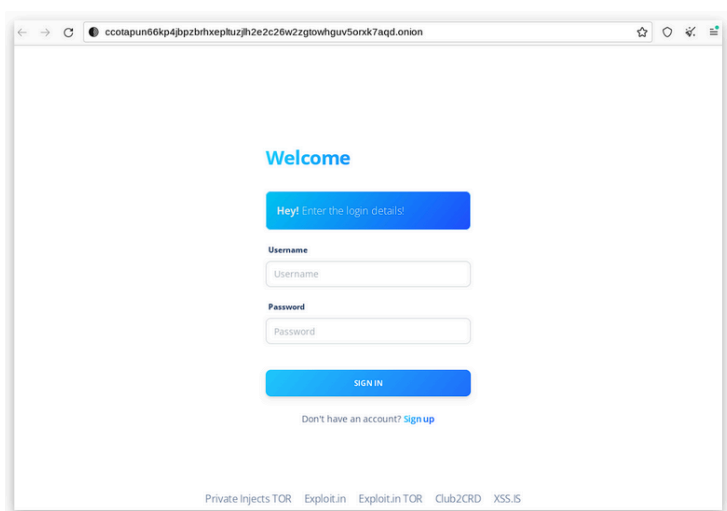 ccotapun66kp4jbpzbrhxepltuzjlh2e2c26w2zgtowhguv5orxk7aqd.onion
Welcome
Hey! Enter the login details!
Username
Username
Password
Password
SIGN IN
Don't have an account? Sign up
Private Injects TOR Exploit.in Exploit.in TOR Club2CRD XSS.IS